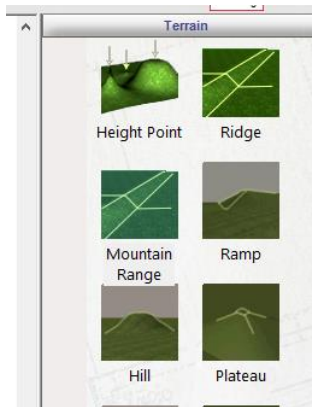 Terrain
Height Point
Ridge
Mountain
Range
Ramp
Hill
Plateau